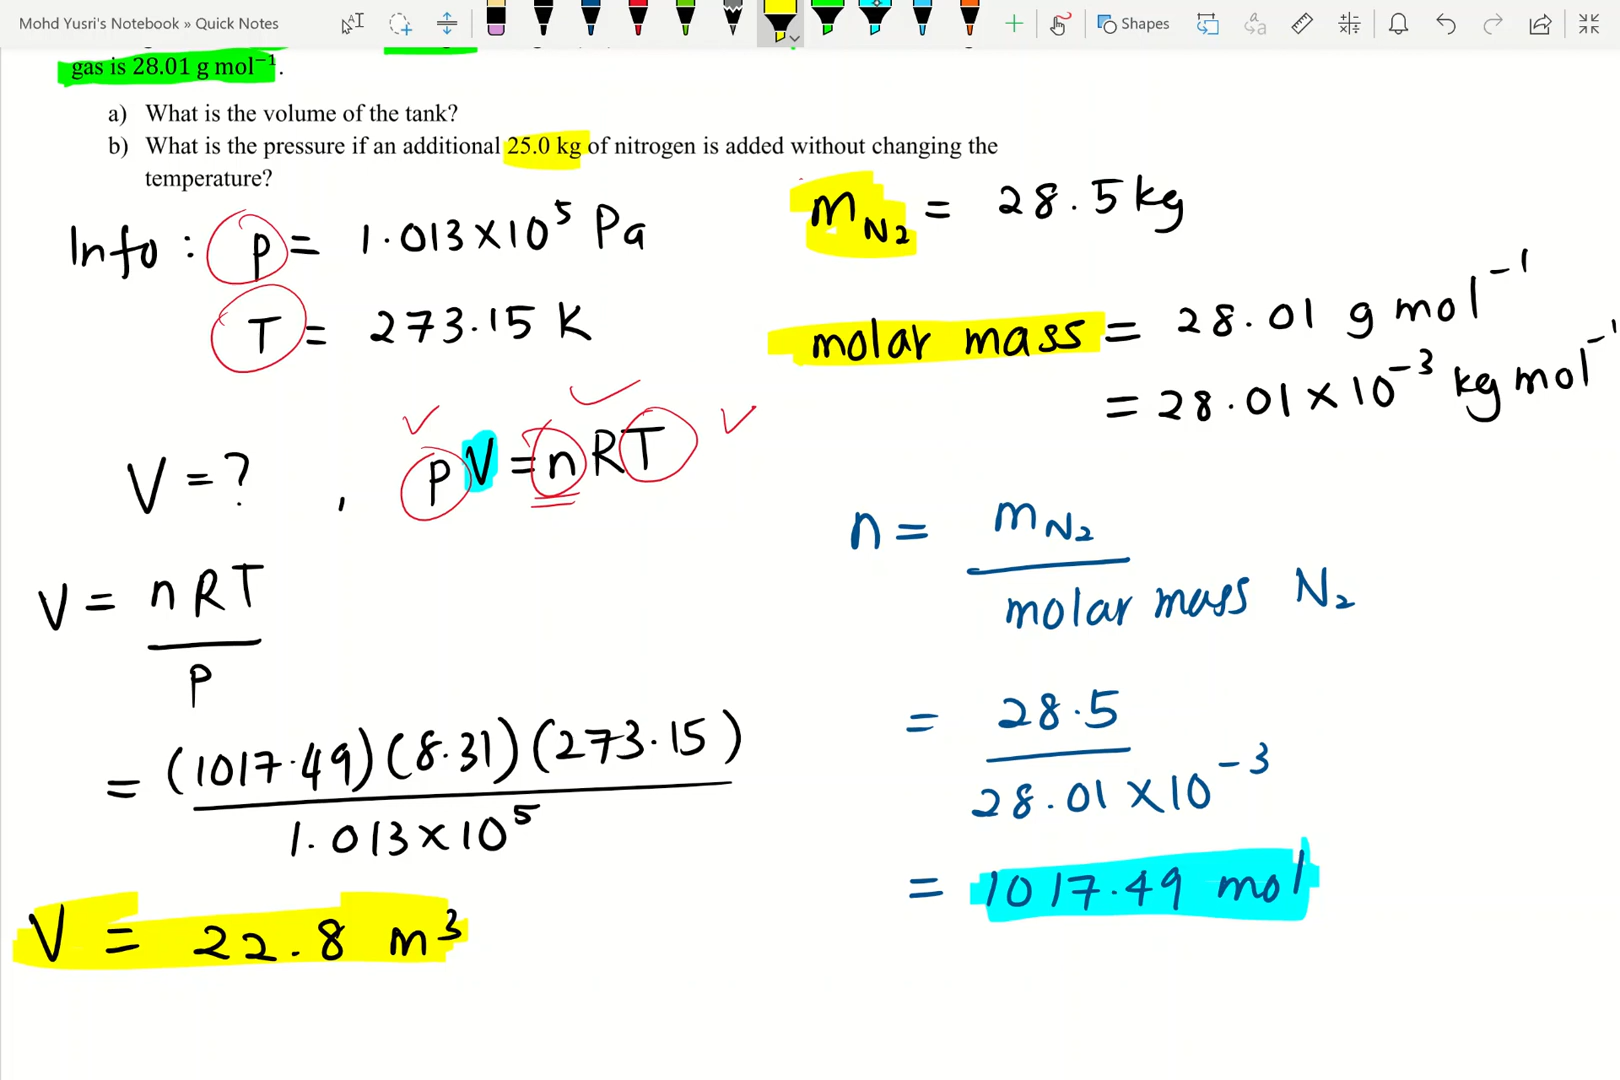 Mohd Yusri's Notebook » Quick Notes
Shapes
gas is 28.01 g mol⁻¹.
a) What is the volume of the tank?
b) What is the pressure if an additional 25.0 kg of nitrogen is added without changing the
temperature?
Info : p = 1.013×10⁵ Pa
T = 273.15 K
m N₂ = 28.5 kg
molar mass = 28.01 g mol⁻¹
= 28.01 × 10⁻³ kg mol⁻¹
V = ? , pV = nRT
V = nRT
P
= (1017.49)(8.31)(273.15)
1.013×10⁵
V = 22.8 m³
n = m N₂
molar mass N₂
= 28.5
28.01 ×10⁻³
= 1017.49 mol